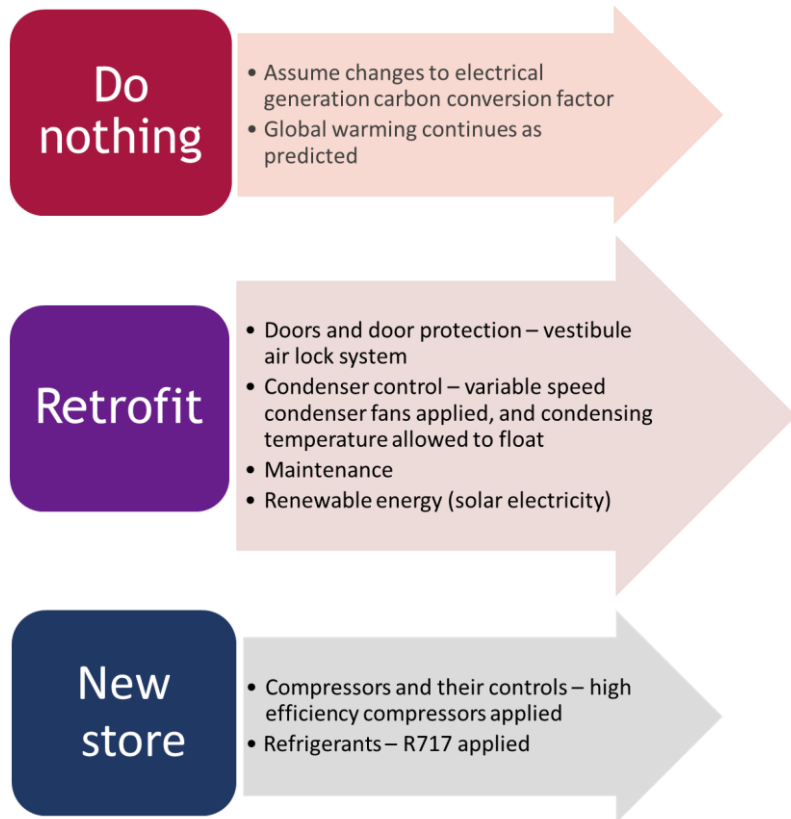 Do
nothing
• Assume changes to electrical
generation carbon conversion factor
• Global warming continues as
predicted
Retrofit
• Doors and door protection – vestibule
air lock system
• Condenser control – variable speed
condenser fans applied, and condensing
temperature allowed to float
• Maintenance
• Renewable energy (solar electricity)
New
store
• Compressors and their controls – high
efficiency compressors applied
• Refrigerants – R717 applied